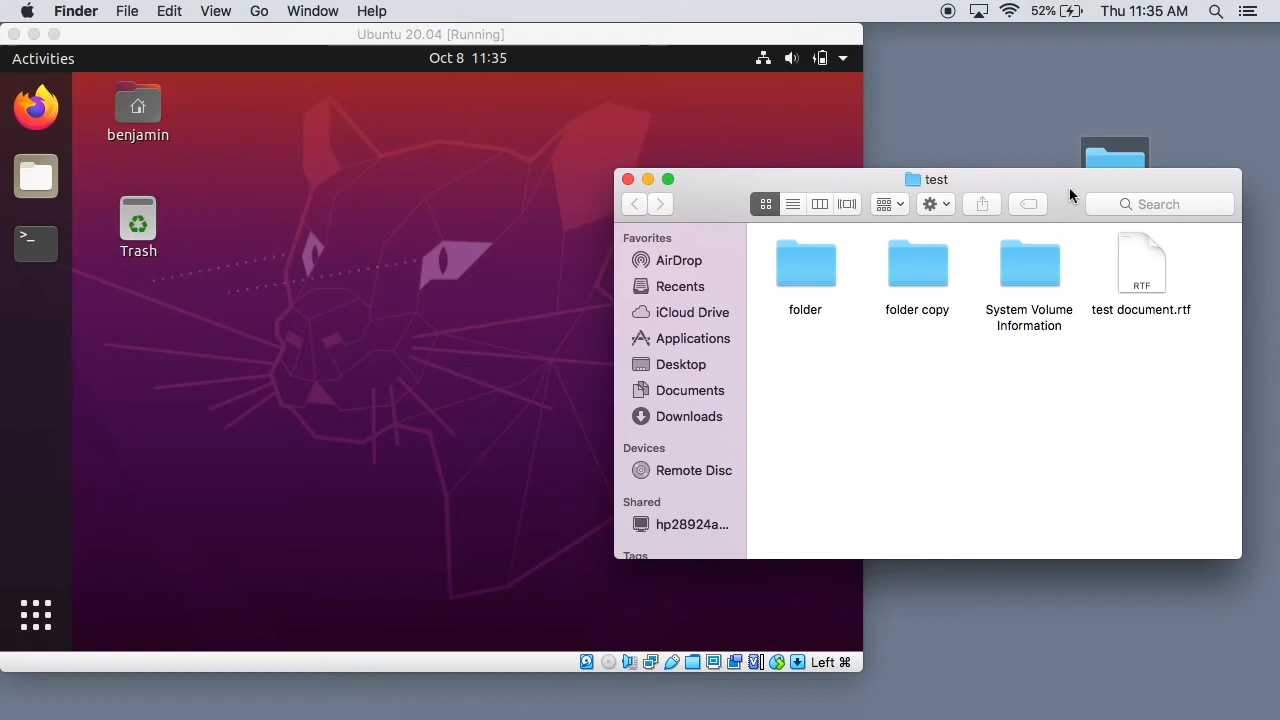 Finder File Edit View Go Window Help 52% Thu 11:35 AM
Ubuntu 20.04 [Running]
Activities Oct 8 11:35
benjamin
Trash
>_
test
Search
Favorites
AirDrop
Recents
iCloud Drive
Applications
Desktop
Documents
Downloads
Devices
Remote Disc
Shared
hp28924a...
Tags
folder
folder copy
System Volume
Information
RTF
test document.rtf
Left ⌘